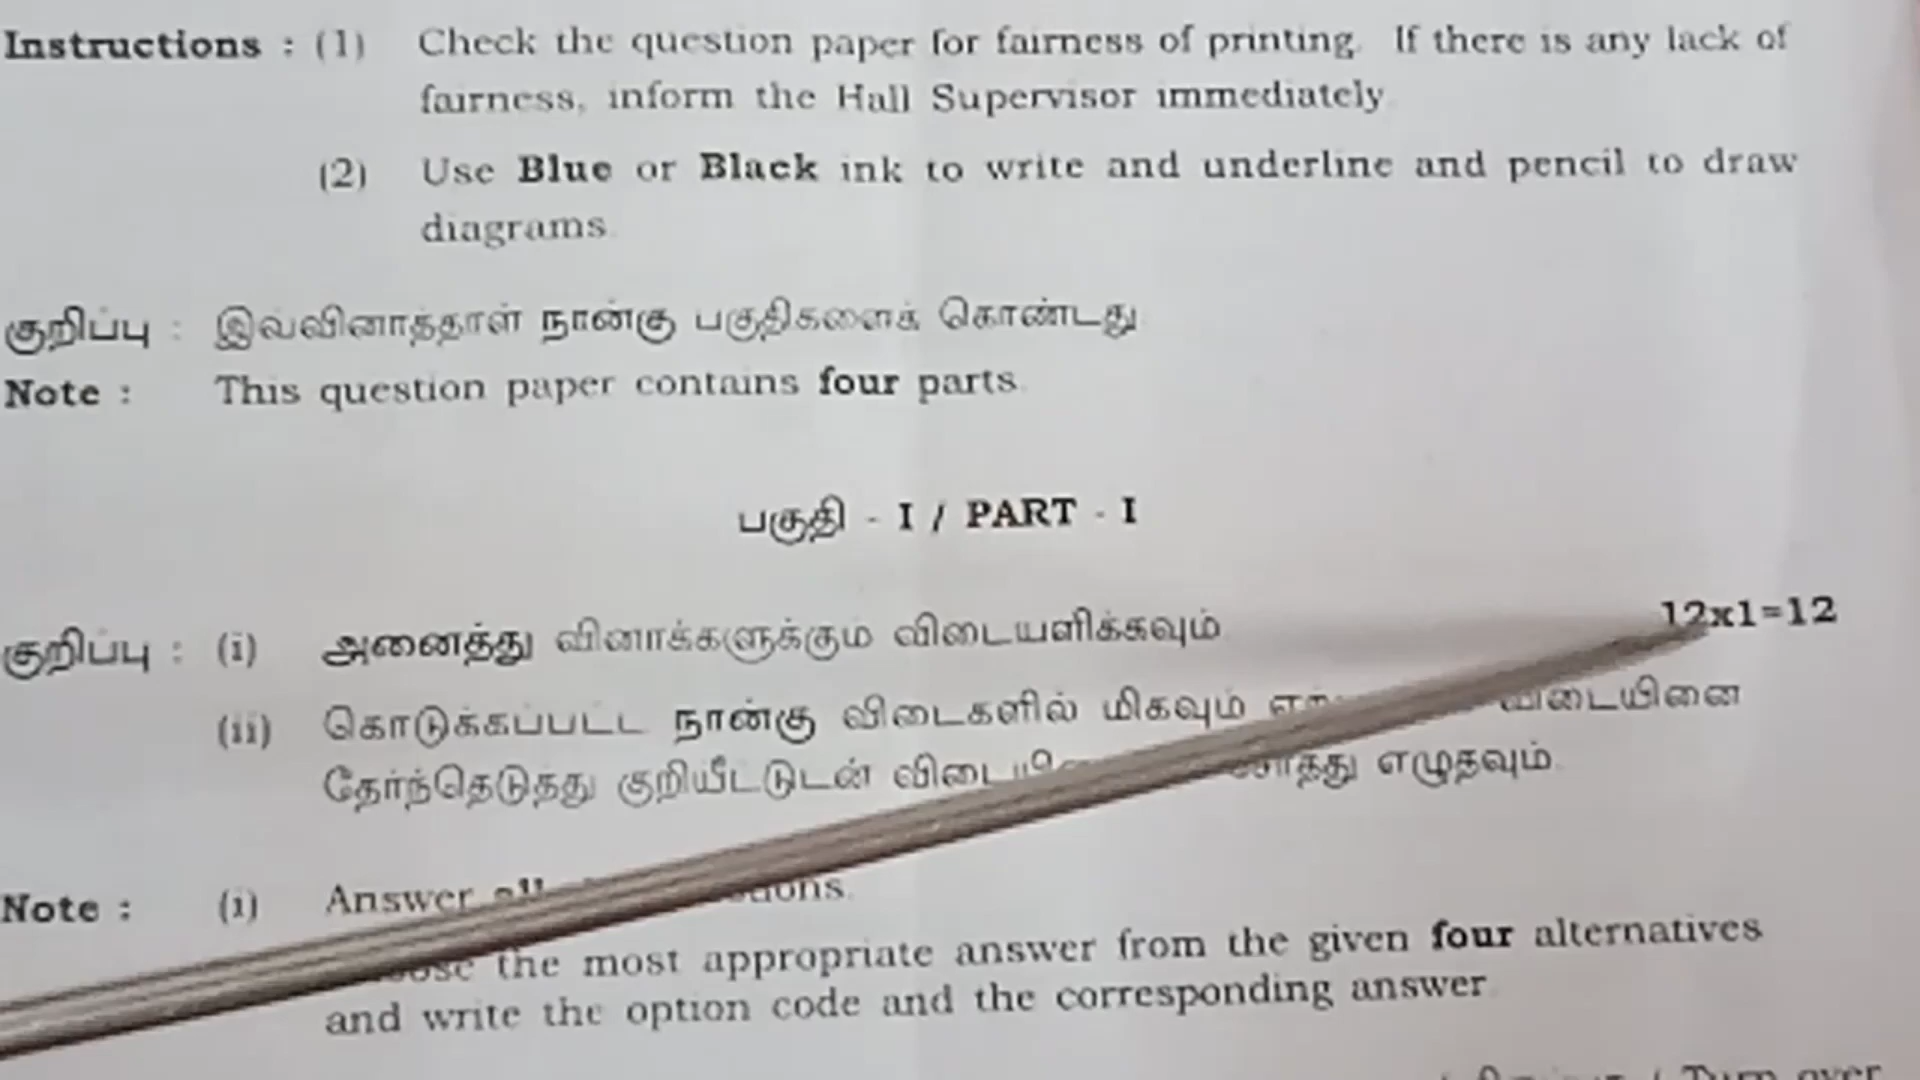 Instructions : (1) Check the question paper for fairness of printing. If there is any lack of
fairness, inform the Hall Supervisor immediately.
(2) Use Blue or Black ink to write and underline and pencil to draw
diagrams.
குறிப்பு : இவ்வினாத்தாள் நான்கு பகுதிகளைக் கொண்டது.
Note : This question paper contains four parts.
பகுதி - I / PART - I
குறிப்பு : (i) அனைத்து வினாக்களுக்கும் விடையளிக்கவும். 12x1=12
(ii) கொடுக்கப்பட்ட நான்கு விடைகளில் மிகவும் விடையினை
தேர்ந்தெடுத்து குறியீட்டுடன் எழுதவும்.
Note : (i) Answer all
the most appropriate answer from the given four alternatives
and write the option code and the corresponding answer.
/ Turn over